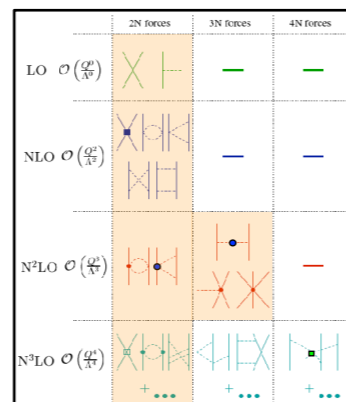 2N forces 3N forces 4N forces
LO 𝒪(Q⁰/Λ⁰)
NLO 𝒪(Q²/Λ²)
N²LO 𝒪(Q³/Λ³)
N³LO 𝒪(Q⁴/Λ⁴)
+ ••• + ••• + •••